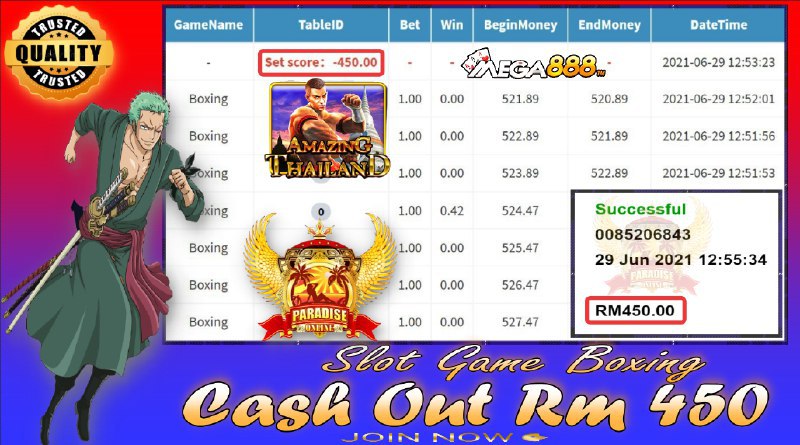 TRUSTED
QUALITY
TRUSTED
GameName TableID Bet Win BeginMoney EndMoney DateTime
- Set score: -450.00 - - - 2021-06-29 12:53:23
MEGA888
Boxing 1.00 0.00 521.89 520.89 2021-06-29 12:52:01
Boxing 1.00 0.00 522.89 521.89 2021-06-29 12:51:56
Boxing 1.00 0.00 523.89 522.89 2021-06-29 12:51:53
AMAZING
THAILAND
Boxing 0 1.00 0.42 524.47
Boxing 1.00 0.00 525.47
Boxing 1.00 0.00 526.47
Boxing 1.00 0.00 527.47
PARADISE
ONLINE
Successful
0085206843
29 Jun 2021 12:55:34
RM450.00
Slot Game Boxing
Cash Out Rm 450
JOIN NOW